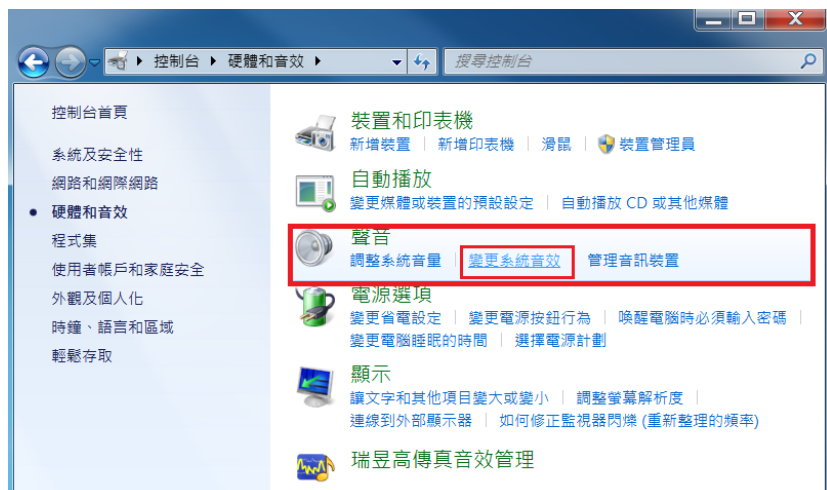 控制台 硬體和音效
搜尋控制台
控制台首頁
系統及安全性
網路和網際網路
硬體和音效
程式集
使用者帳戶和家庭安全
外觀及個人化
時鐘、語言和區域
輕鬆存取
裝置和印表機
新增裝置 | 新增印表機 | 滑鼠 | 裝置管理員
自動播放
變更媒體或裝置的預設設定 | 自動播放 CD 或其他媒體
聲音
調整系統音量 | 變更系統音效 管理音訊裝置
電源選項
變更省電設定 | 變更電源按鈕行為 | 喚醒電腦時必須輸入密碼 |
變更電腦睡眠的時間 | 選擇電源計劃
顯示
讓文字和其他項目變大或變小 | 調整螢幕解析度 |
連線到外部顯示器 | 如何修正監視器閃爍 (重新整理的頻率)
瑞昱高傳真音效管理